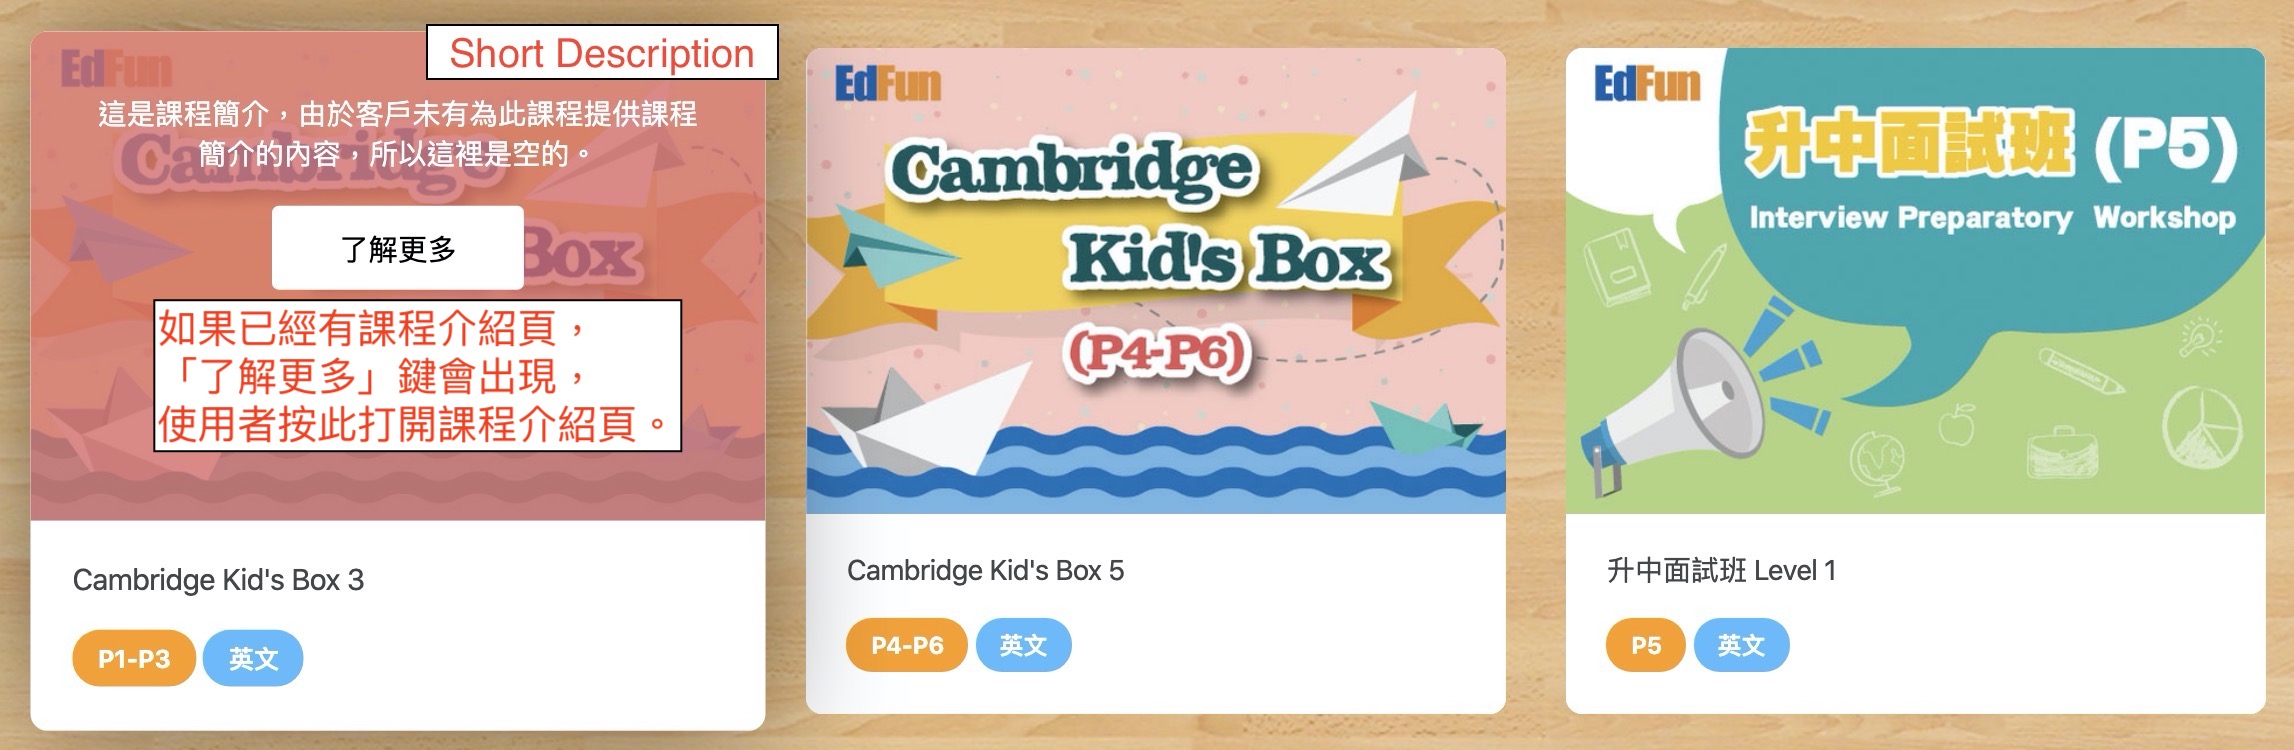 Short Description
EdFun
這是課程簡介，由於客戶未有為此課程提供課程
簡介的內容，所以這裡是空的。
Cambridge
Box
了解更多
如果已經有課程介紹頁，
「了解更多」鍵會出現，
使用者按此打開課程介紹頁。
Cambridge Kid's Box 3
P1-P3 英文
EdFun
Cambridge
Kid's Box
(P4-P6)
Cambridge Kid's Box 5
P4-P6 英文
EdFun
升中面試班 (P5)
Interview Preparatory Workshop
升中面試班 Level 1
P5 英文